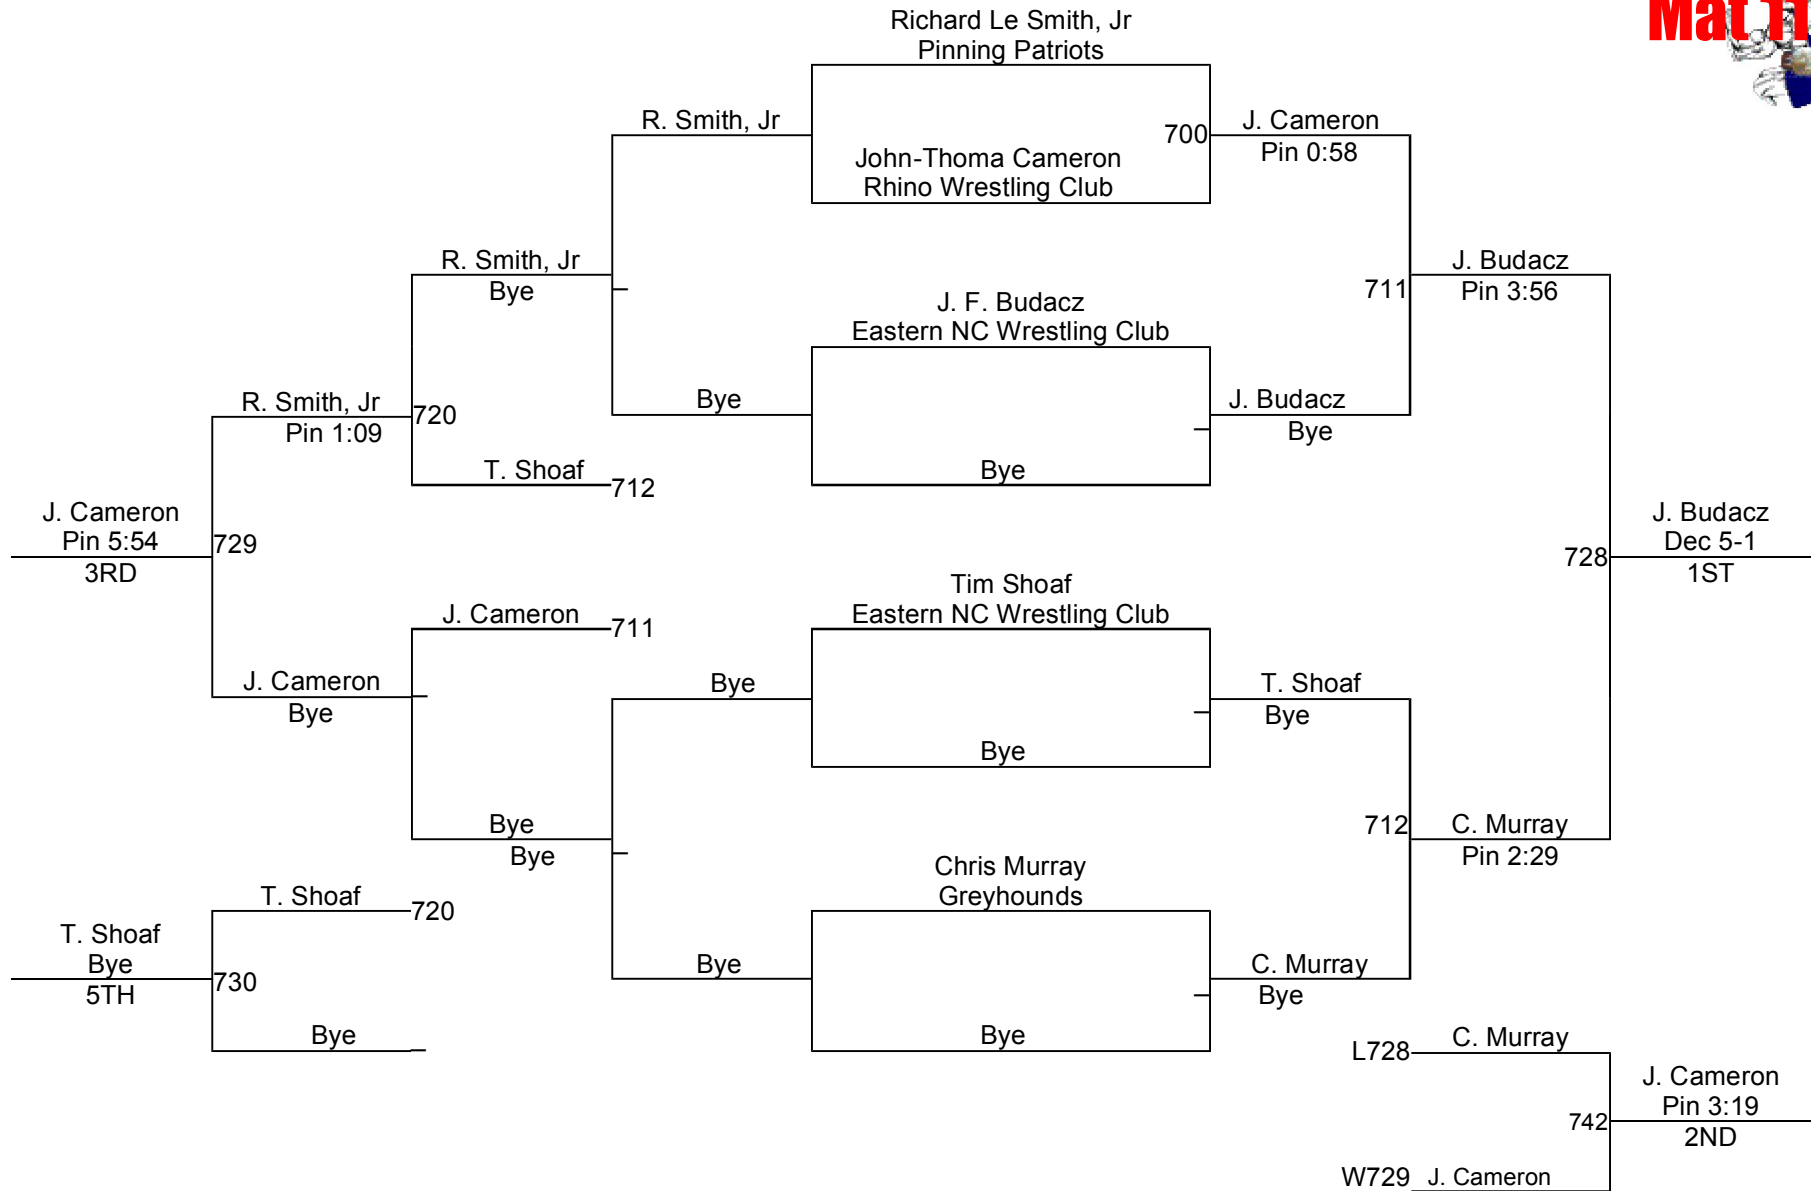 Mat 11
Richard Le Smith, Jr
Pinning Patriots
R. Smith, Jr
700
J. Cameron
Pin 0:58
John-Thoma Cameron
Rhino Wrestling Club
R. Smith, Jr
Bye
J. Budacz
Pin 3:56
711
J. F. Budacz
Eastern NC Wrestling Club
R. Smith, Jr
Pin 1:09
720
Bye
J. Budacz
Bye
T. Shoaf
712
Bye
J. Cameron
Pin 5:54
3RD
729
728
J. Budacz
Dec 5-1
1ST
Tim Shoaf
Eastern NC Wrestling Club
J. Cameron
711
J. Cameron
Bye
Bye
T. Shoaf
Bye
Bye
Bye
Bye
712
C. Murray
Pin 2:29
Chris Murray
Greyhounds
T. Shoaf
720
T. Shoaf
Bye
5TH
730
Bye
C. Murray
Bye
Bye
Bye
L728
C. Murray
J. Cameron
Pin 3:19
2ND
742
W729
J. Cameron